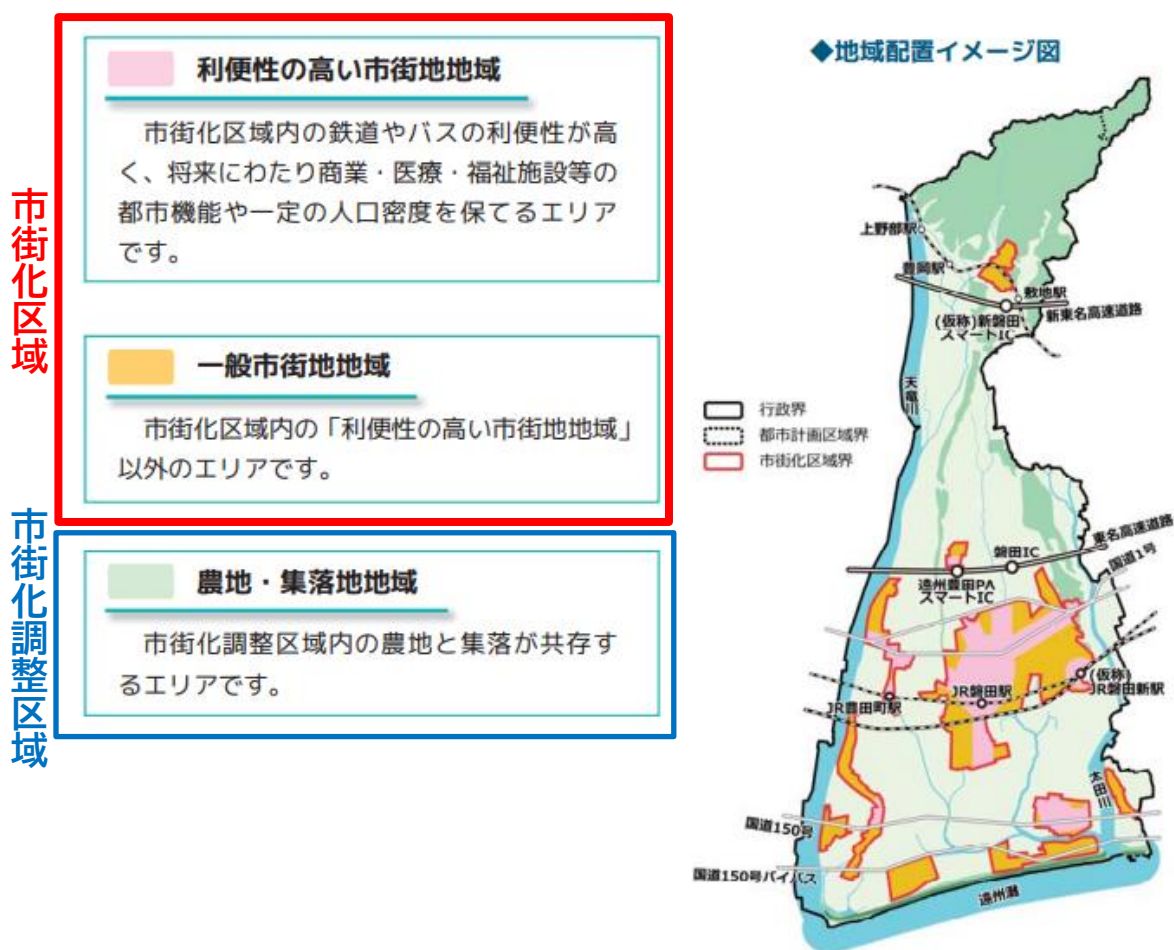 市街化区域
利便性の高い市街地地域
市街化区域内の鉄道やバスの利便性が高
く、将来にわたり商業・医療・福祉施設等の
都市機能や一定の人口密度を保てるエリア
です。
一般市街地地域
市街化区域内の「利便性の高い市街地地域」
以外のエリアです。
市街化調整区域
農地・集落地地域
市街化調整区域内の農地と集落が共存す
るエリアです。
◆地域配置イメージ図
上野部駅
豊岡駅
敷地駅
新東名高速道路
(仮称)新磐田
スマートIC
天竜川
行政界
都市計画区域界
市街化区域界
東名高速道路
磐田IC
国道1号
遠州豊田PA
スマートIC
(仮称)
JR磐田新駅
JR磐田駅
JR豊田町駅
太田川
国道150号
国道150号バイパス
遠州灘